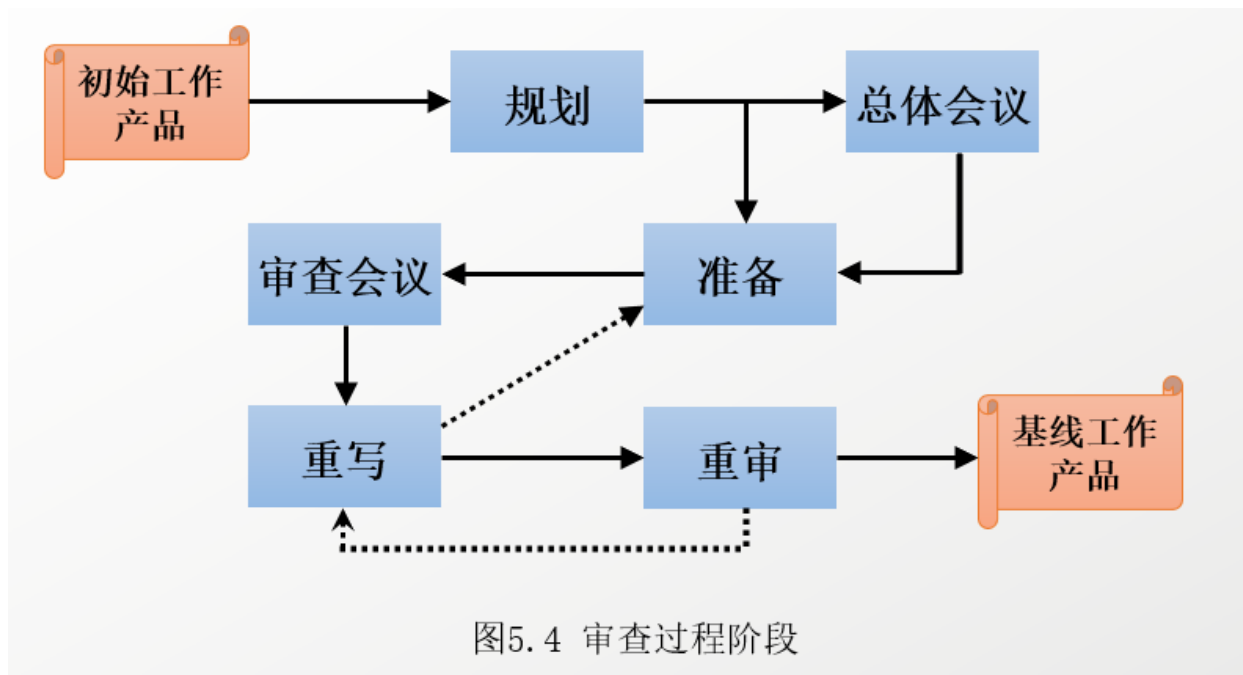 初始工作
产品
规划
总体会议
审查会议
准备
重写
重审
基线工作
产品
图5.4 审查过程阶段